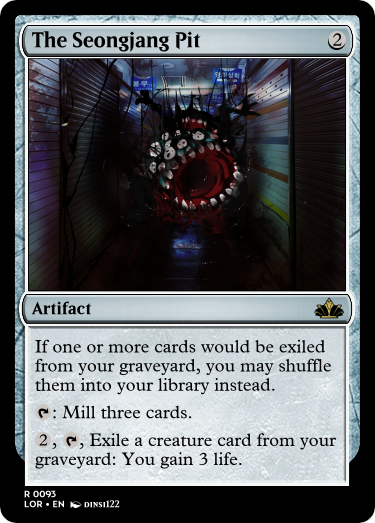 The Seongjang Pit 2
Artifact
If one or more cards would be exiled
from your graveyard, you may shuffle
them into your library instead.
: Mill three cards.
2, , Exile a creature card from your
graveyard: You gain 3 life.
R 0093
LOR • EN DINSI122